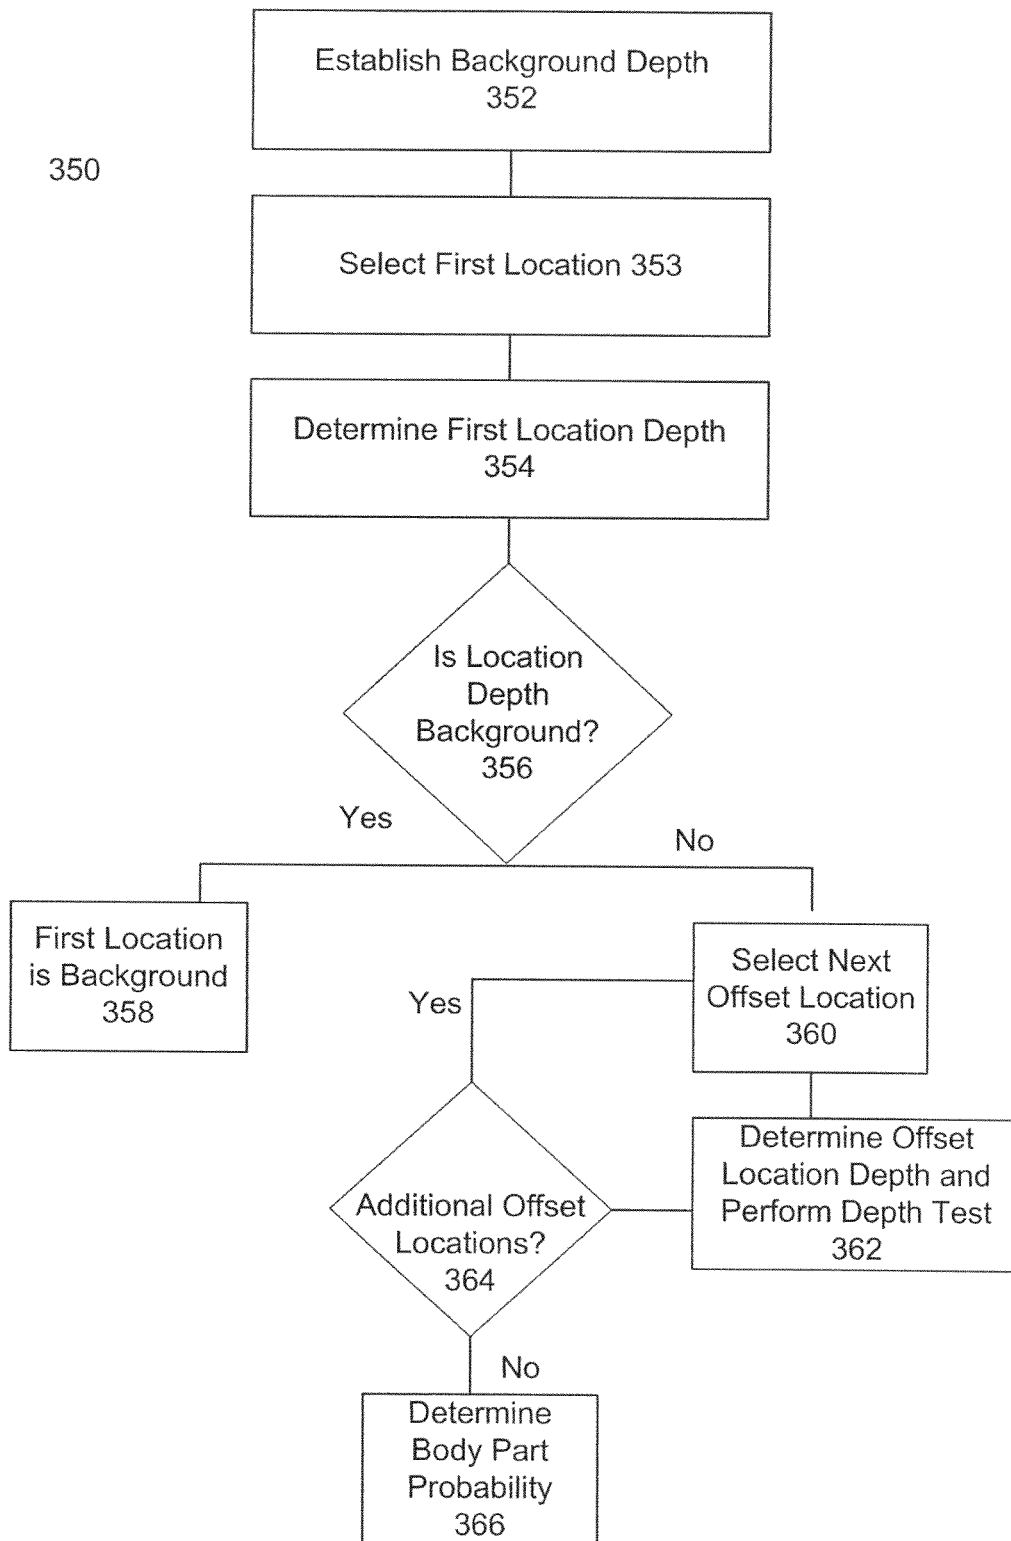 Establish Background Depth
352
350
Select First Location 353
Determine First Location Depth
354
Is Location
Depth
Background?
356
Yes
No
First Location
is Background
358
Select Next
Offset Location
360
Yes
Determine Offset
Location Depth and
Perform Depth Test
362
Additional Offset
Locations?
364
No
Determine
Body Part
Probability
366